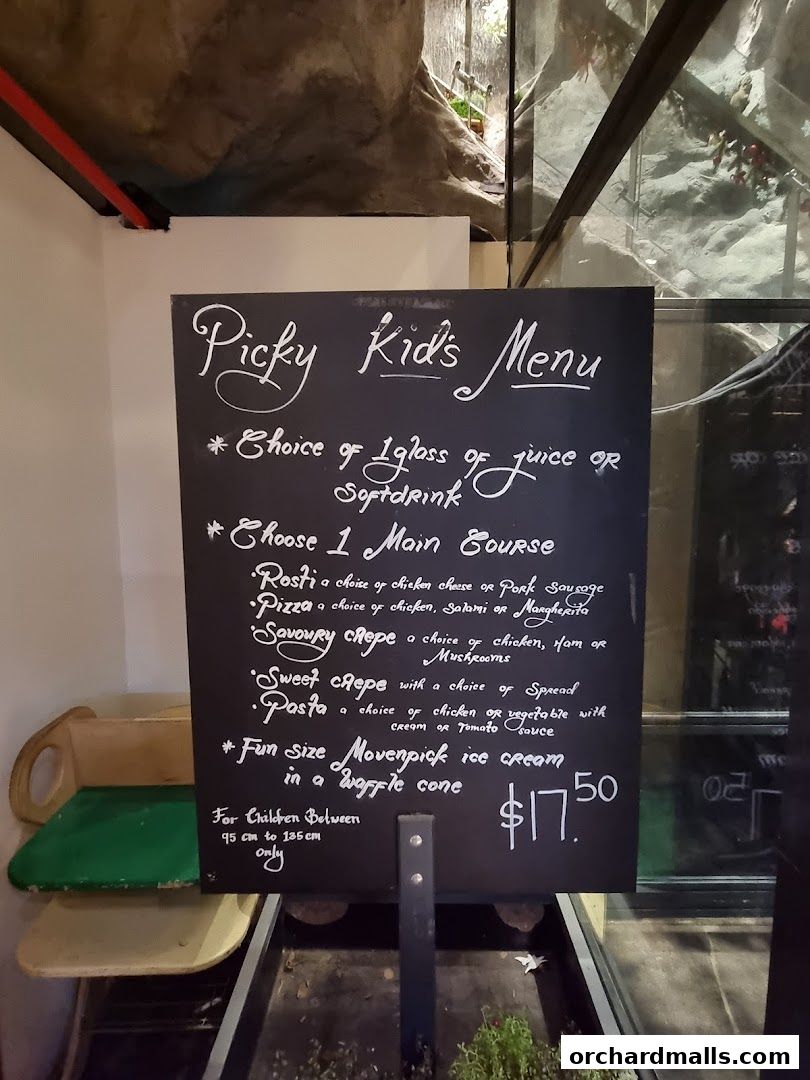 Picky Kid's Menu
* Choice of 1 glass of juice or
softdrink
* Choose 1 Main Course
· Rosti a choise of chicken cheese or Pork Sausage
· Pizza a choice of chicken, Salami or Margherita
· Savoury crepe a choice of chicken, Ham or
Mushrooms
· Sweet crepe with a choice of Spread
· Pasta a choice of chicken or vegetable with
cream or Tomato sauce
* Fun size Movenpick ice cream
in a waffle cone
$17.50
For Children Between
95 cm to 135cm
only
orchardmalls.com